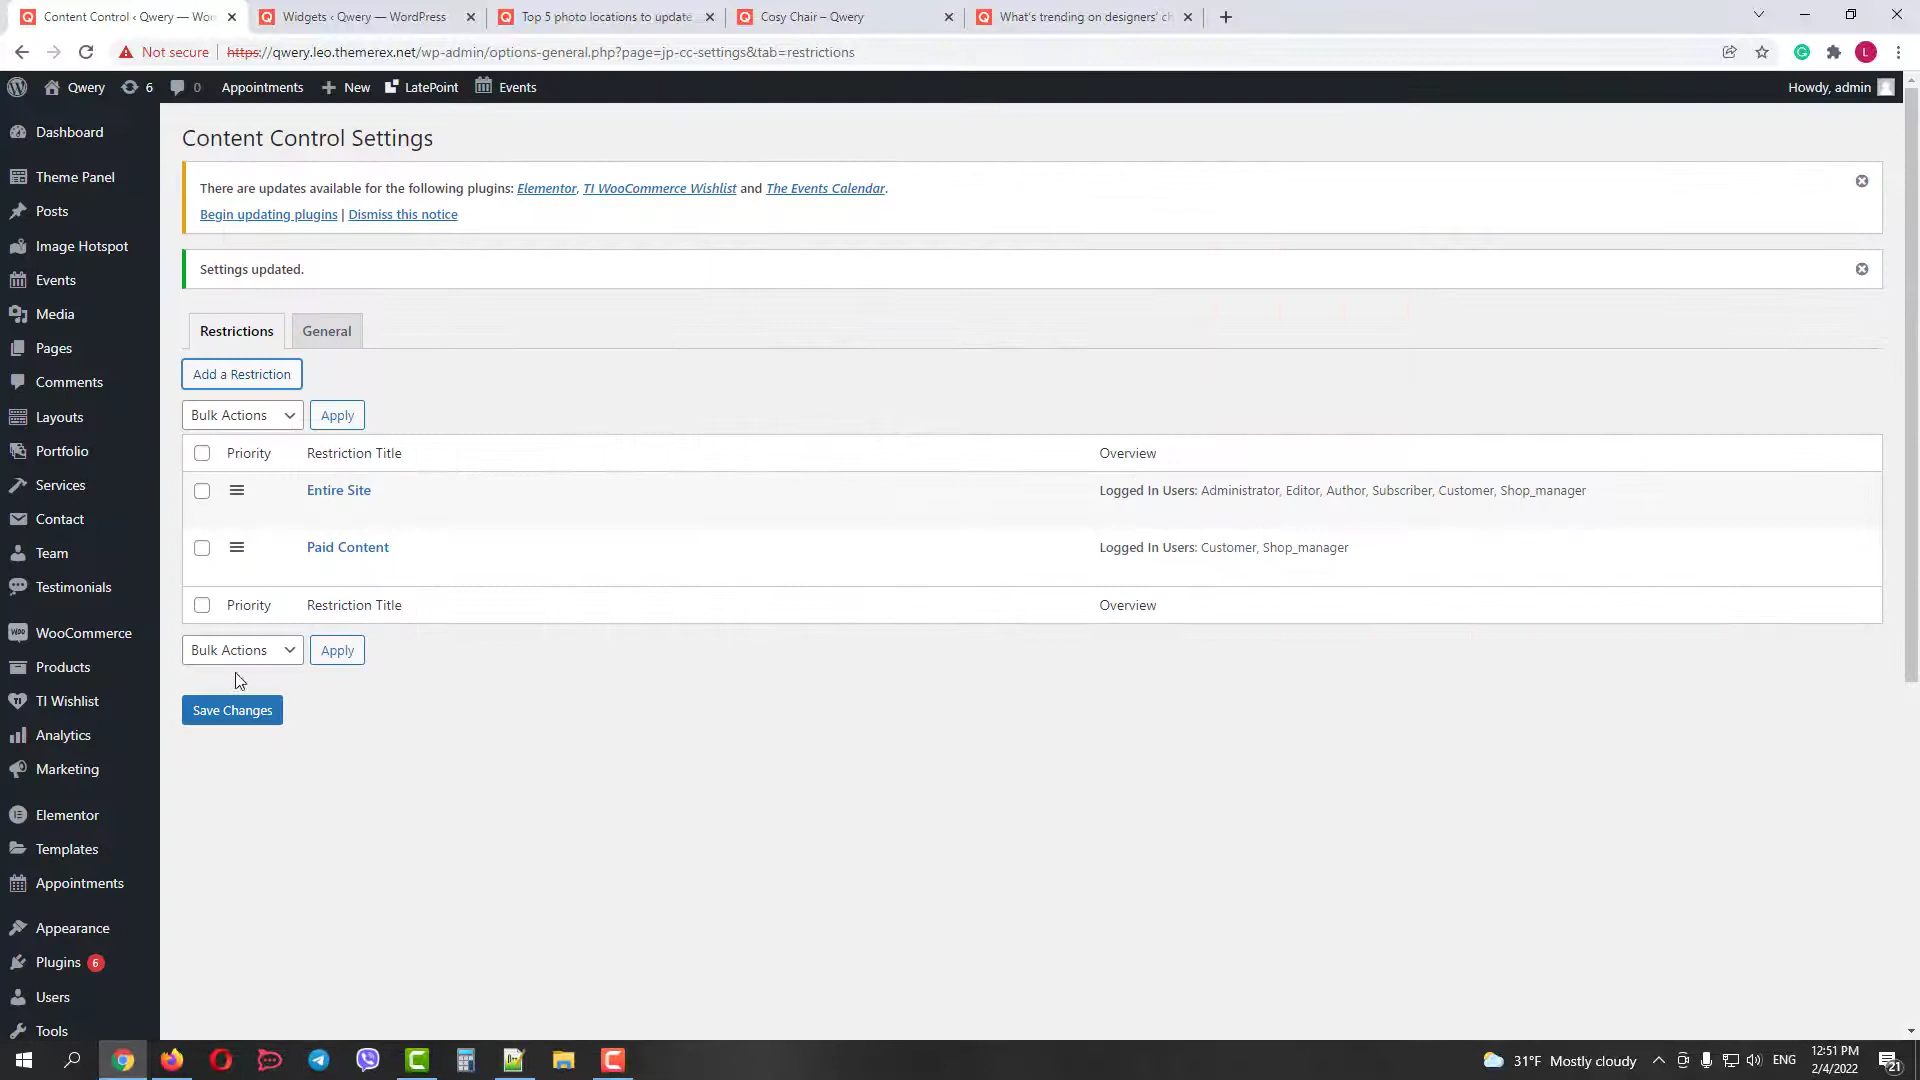 Content Control ‹ Qwery — Wor
Widgets ‹ Qwery — WordPress
Top 5 photo locations to update
Cosy Chair – Qwery
What's trending on designers' ch
Not secure
https://qwery.leo.themerex.net/wp-admin/options-general.php?page=jp-cc-settings&tab=restrictions
L
Qwery
6
0
Appointments
New
LatePoint
Events
Howdy, admin
Dashboard
Theme Panel
Posts
Image Hotspot
Events
Media
Pages
Comments
Layouts
Portfolio
Services
Contact
Team
Testimonials
WooCommerce
Products
TI Wishlist
Analytics
Marketing
Elementor
Templates
Appointments
Appearance
Plugins 6
Users
Tools
Content Control Settings
There are updates available for the following plugins: Elementor, TI WooCommerce Wishlist and The Events Calendar.
Begin updating plugins | Dismiss this notice
Settings updated.
Restrictions
General
Add a Restriction
Bulk Actions
Apply
Priority
Restriction Title
Overview
Entire Site
Logged In Users: Administrator, Editor, Author, Subscriber, Customer, Shop_manager
Paid Content
Logged In Users: Customer, Shop_manager
Priority
Restriction Title
Overview
Bulk Actions
Apply
Save Changes
31°F Mostly cloudy
ENG
12:51 PM
2/4/2022
21